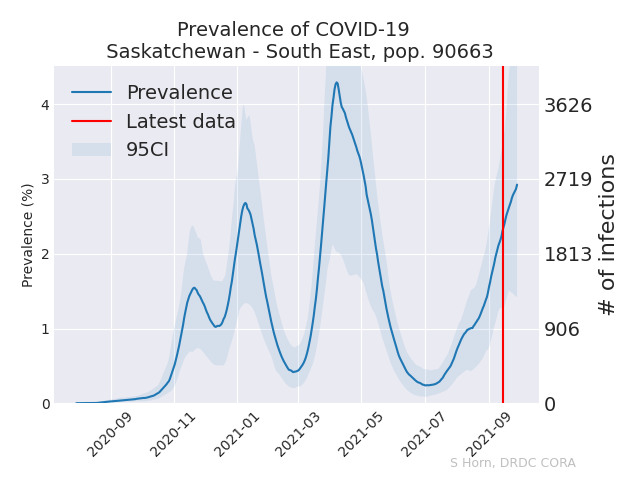 Prevalence of COVID-19
Saskatchewan - South East, pop. 90663
Prevalence
Latest data
95CI
Prevalence (%)
4
3
2
1
0
3626
2719
1813
906
0
# of infections
2020-09
2020-11
2021-01
2021-03
2021-05
2021-07
2021-09
S Horn, DRDC CORA